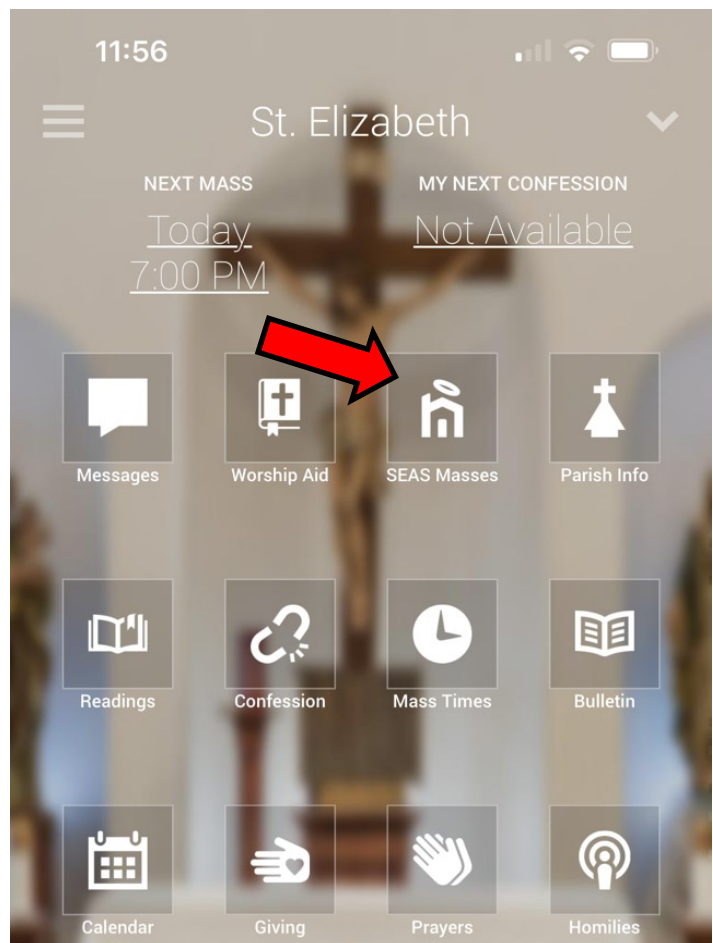 11:56
St. Elizabeth
NEXT MASS
MY NEXT CONFESSION
Today
7:00 PM
Not Available
Messages
Worship Aid
SEAS Masses
Parish Info
Readings
Confession
Mass Times
Bulletin
Calendar
Giving
Prayers
Homilies